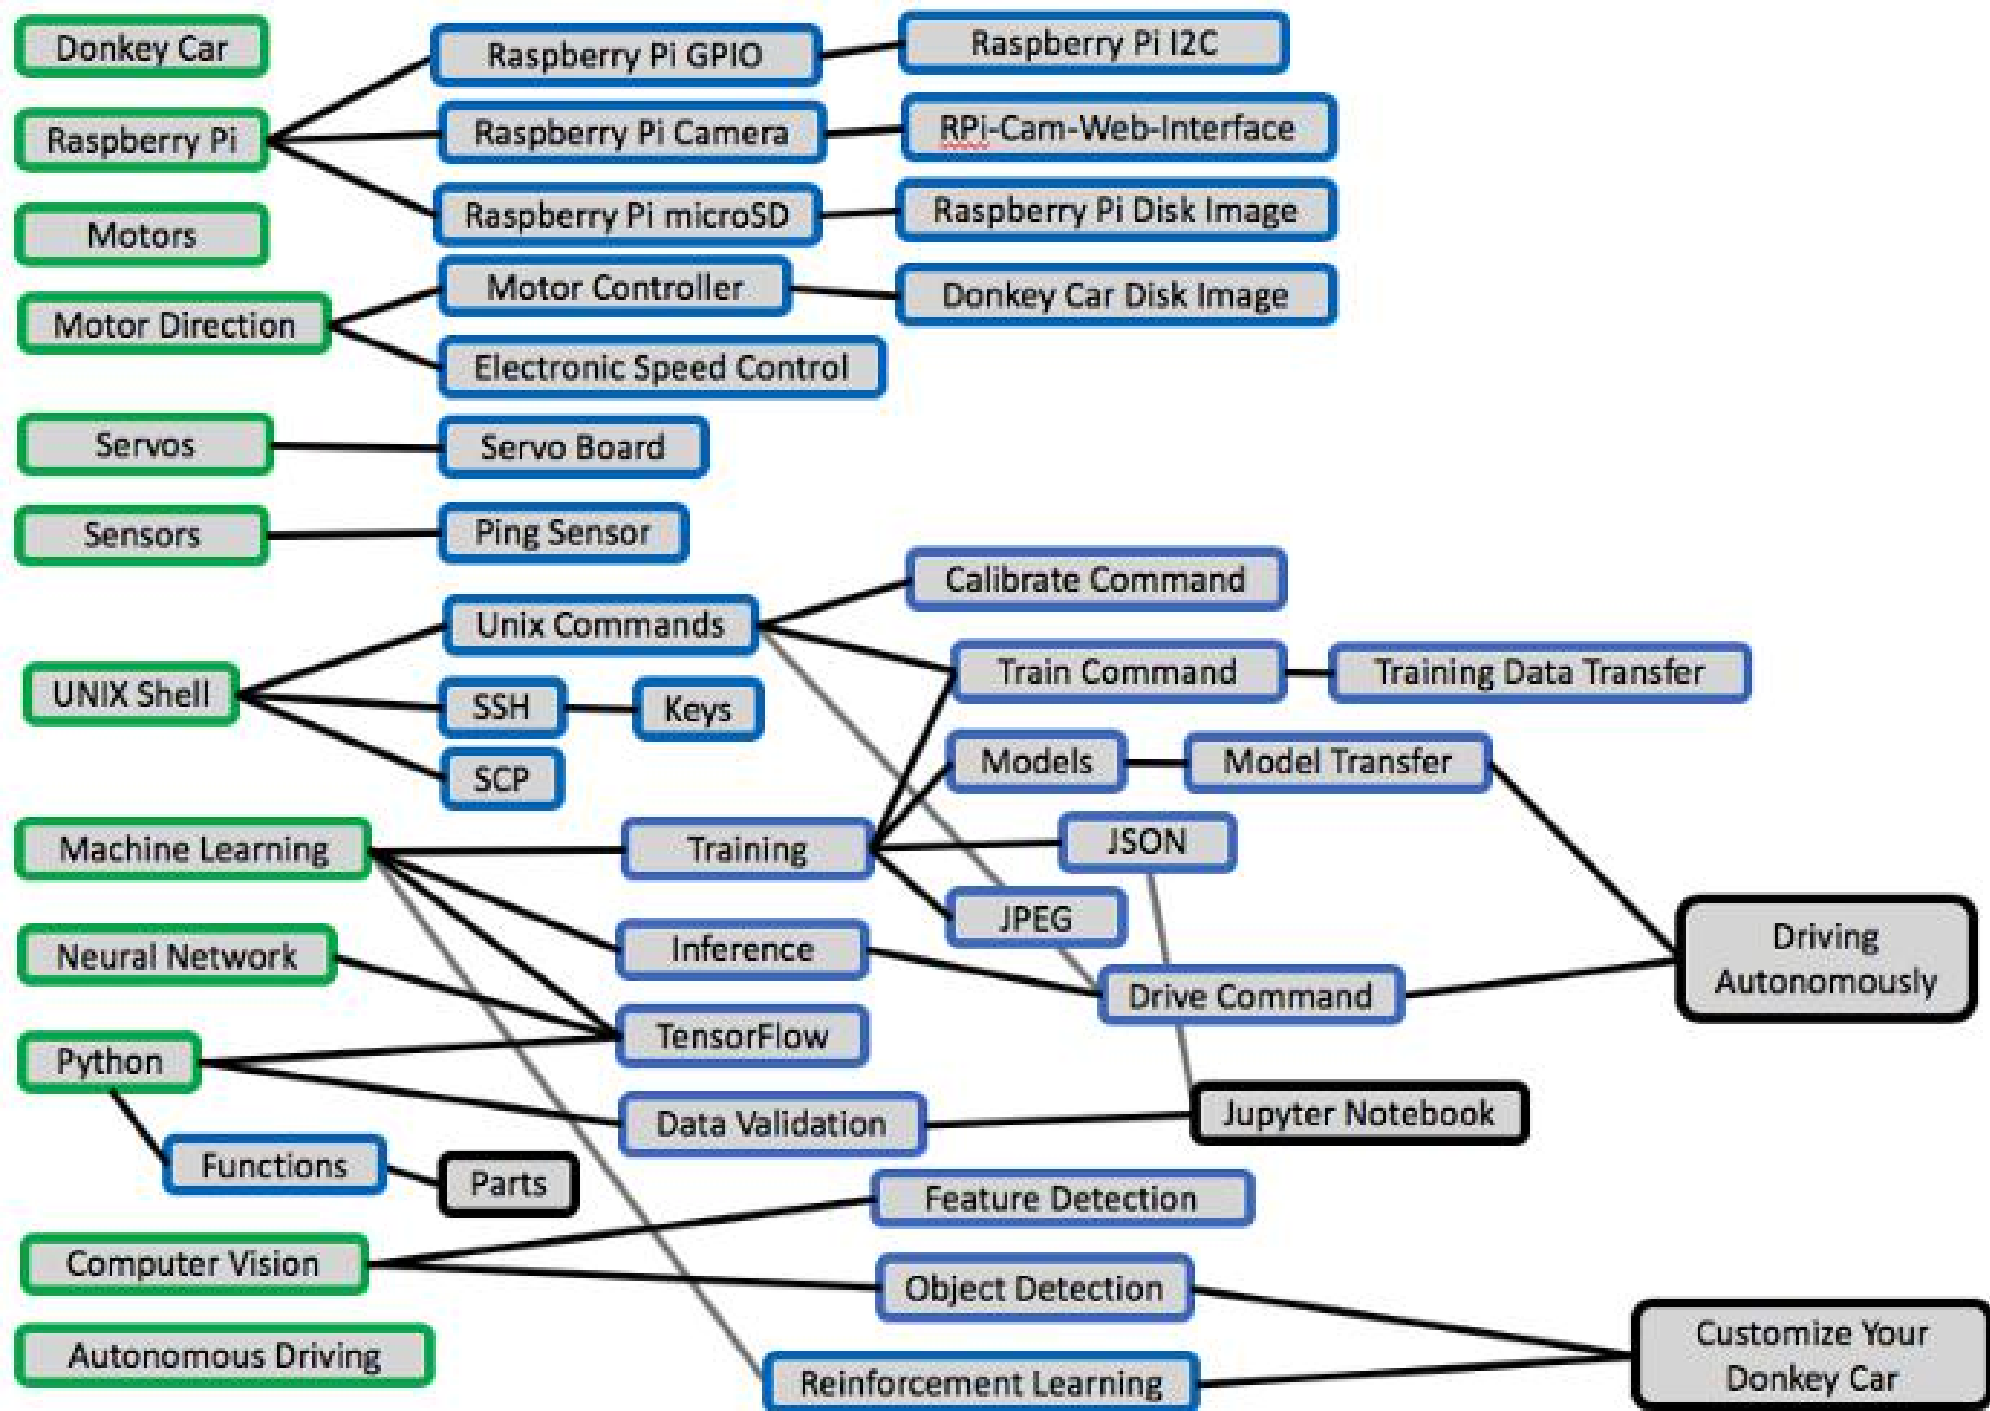 Donkey Car
Raspberry Pi GPIO
Raspberry Pi I2C
Raspberry Pi
Raspberry Pi Camera
RPi-Cam-Web-Interface
Raspberry Pi microSD
Raspberry Pi Disk Image
Motors
Motor Controller
Donkey Car Disk Image
Motor Direction
Electronic Speed Control
Servos
Servo Board
Sensors
Ping Sensor
Calibrate Command
Unix Commands
Train Command
Training Data Transfer
UNIX Shell
SSH
Keys
Models
Model Transfer
SCP
Machine Learning
Training
JSON
JPEG
Neural Network
Inference
Driving
Autonomously
Drive Command
Python
TensorFlow
Data Validation
Jupyter Notebook
Functions
Parts
Feature Detection
Computer Vision
Object Detection
Autonomous Driving
Customize Your
Donkey Car
Reinforcement Learning